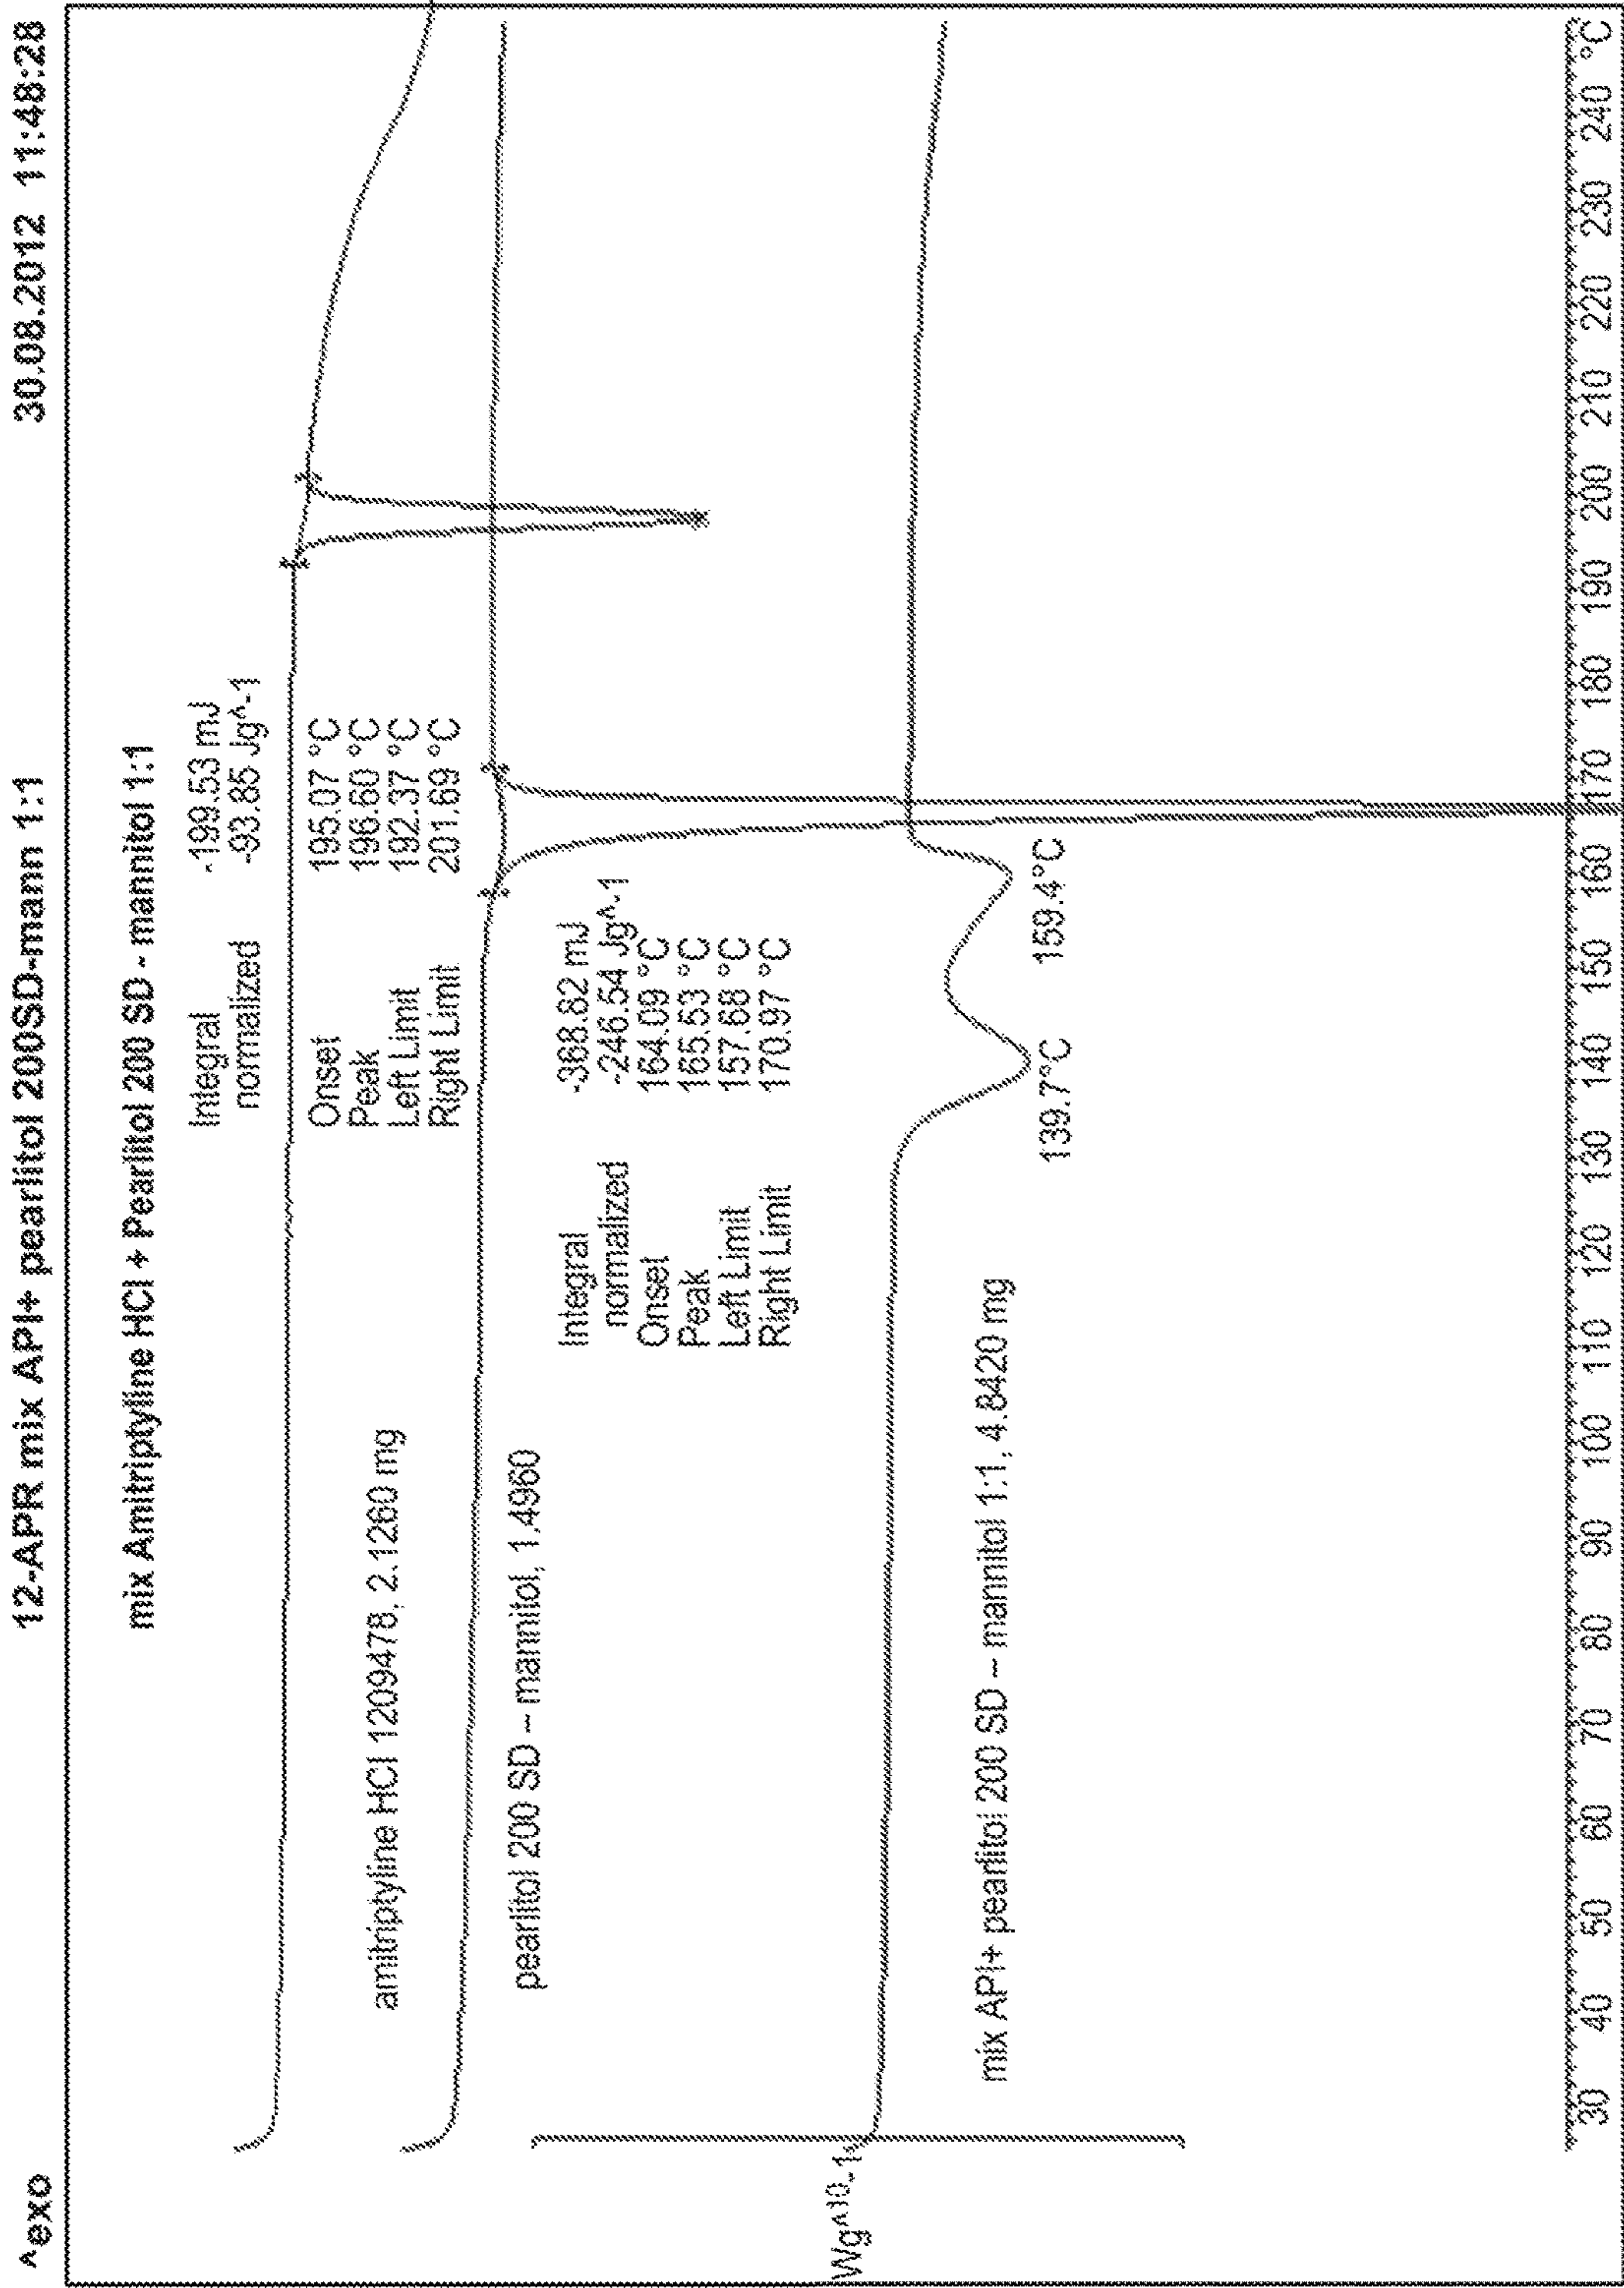 ^exo 12-APR mix API+ pearlitol 200SD-mann 1:1 30.08.2012 11:48:28
mix Amitriptyline HCl + Pearlitol 200 SD - mannitol 1:1
Integral -199.53 mJ
normalized -93.85 Jg^-1
Onset 195.07 °C
Peak 196.60 °C
Left Limit 192.37 °C
Right Limit 201.69 °C
amitriptyline HCl 1209478, 2.1260 mg
pearlitol 200 SD – mannitol, 1.4960
Integral -368.82 mJ
normalized -246.54 Jg^-1
Onset 164.09 °C
Peak 165.53 °C
Left Limit 157.68 °C
Right Limit 170.97 °C
Wg^10-1
mix API+ pearlitol 200 SD – mannitol 1:1, 4.8420 mg
139.7°C 159.4°C
30 40 50 60 70 80 90 100 110 120 130 140 150 160 170 180 190 200 210 220 230 240 °C